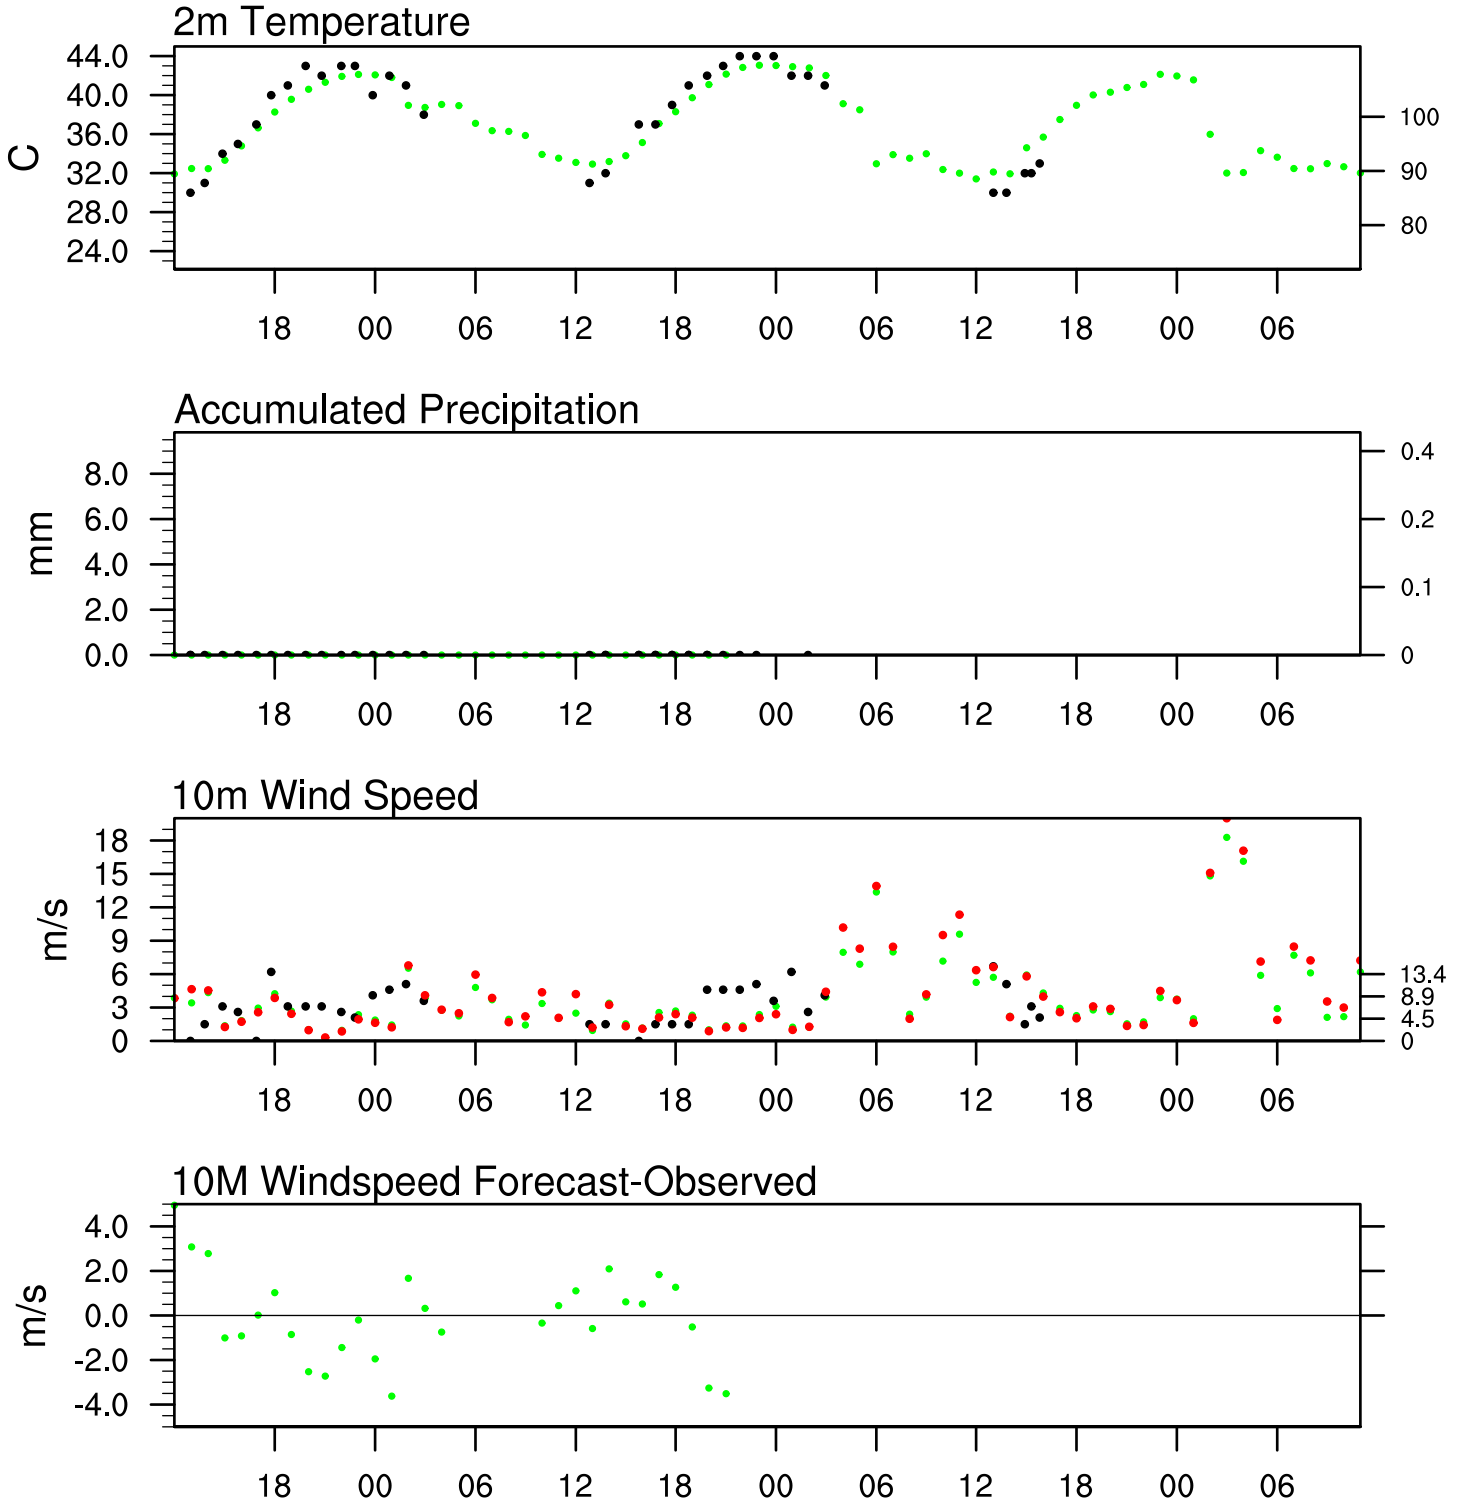 2m Temperature
44.0
40.0
36.0
32.0
28.0
24.0
C
100
90
80
18 00 06 12 18 00 06 12 18 00 06
Accumulated Precipitation
8.0
6.0
4.0
2.0
0.0
mm
0.4
0.2
0.1
0
18 00 06 12 18 00 06 12 18 00 06
10m Wind Speed
18
15
12
9
6
3
0
m/s
13.4
8.9
4.5
0
18 00 06 12 18 00 06 12 18 00 06
10M Windspeed Forecast-Observed
4.0
2.0
0.0
-2.0
-4.0
m/s
18 00 06 12 18 00 06 12 18 00 06